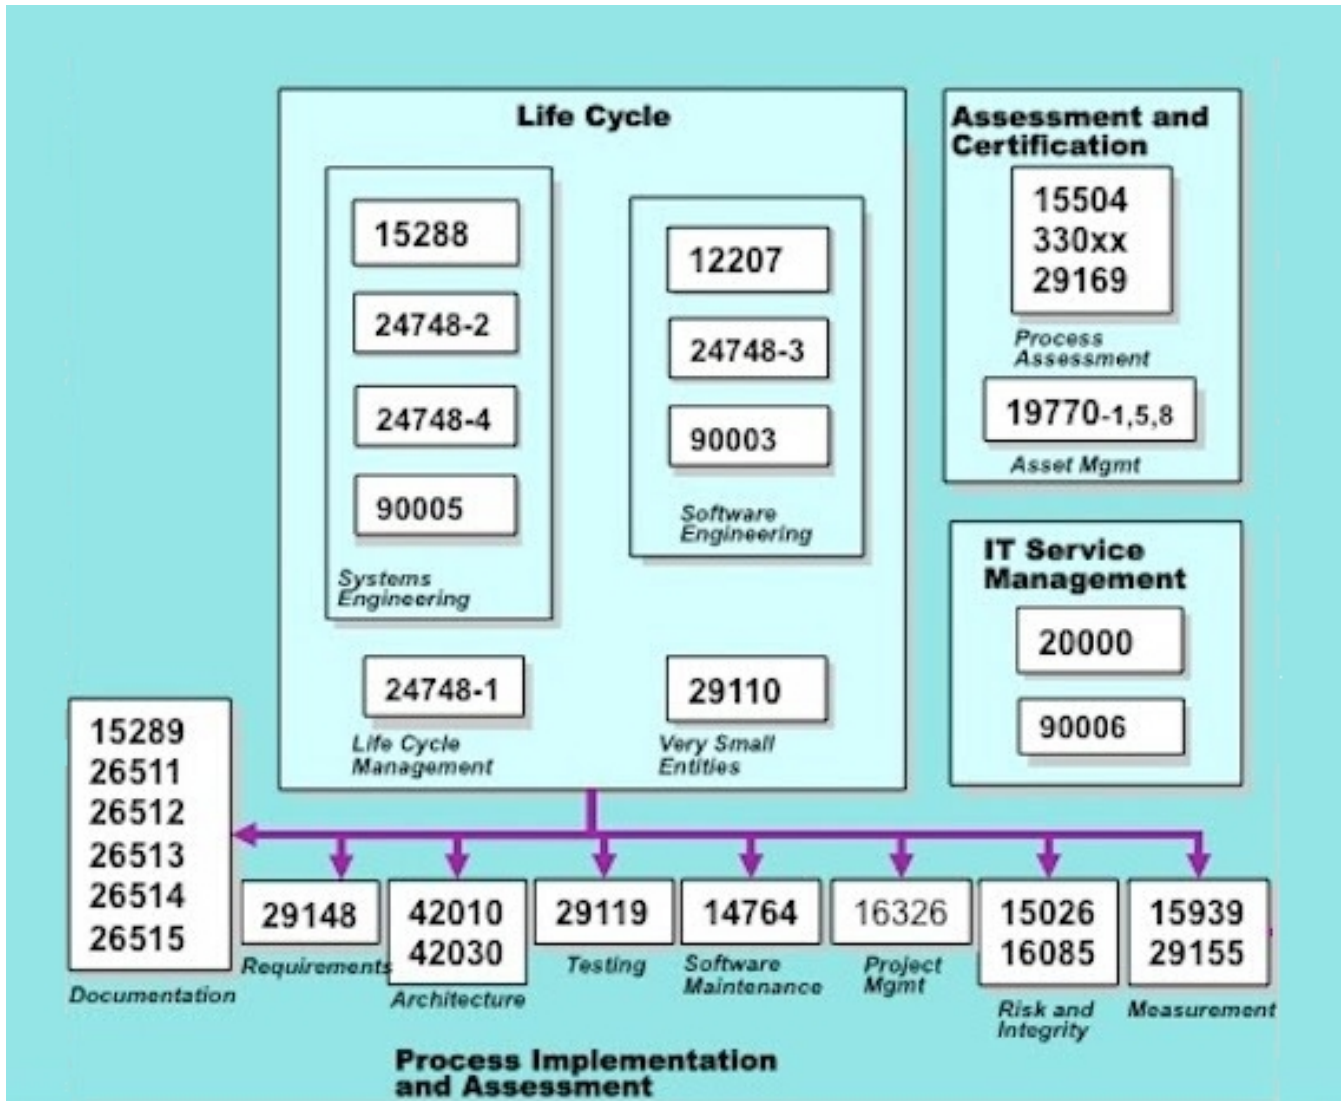 Life Cycle
15288
24748-2
24748-4
90005
Systems
Engineering
12207
24748-3
90003
Software
Engineering
24748-1
Life Cycle
Management
29110
Very Small
Entities
Assessment and
Certification
15504
330xx
29169
Process
Assessment
19770-1,5,8
Asset Mgmt
IT Service
Management
20000
90006
15289
26511
26512
26513
26514
26515
Documentation
29148
Requirements
42010
42030
Architecture
29119
Testing
14764
Software
Maintenance
16326
Project
Mgmt
15026
16085
Risk and
Integrity
15939
29155
Measurement
Process Implementation
and Assessment